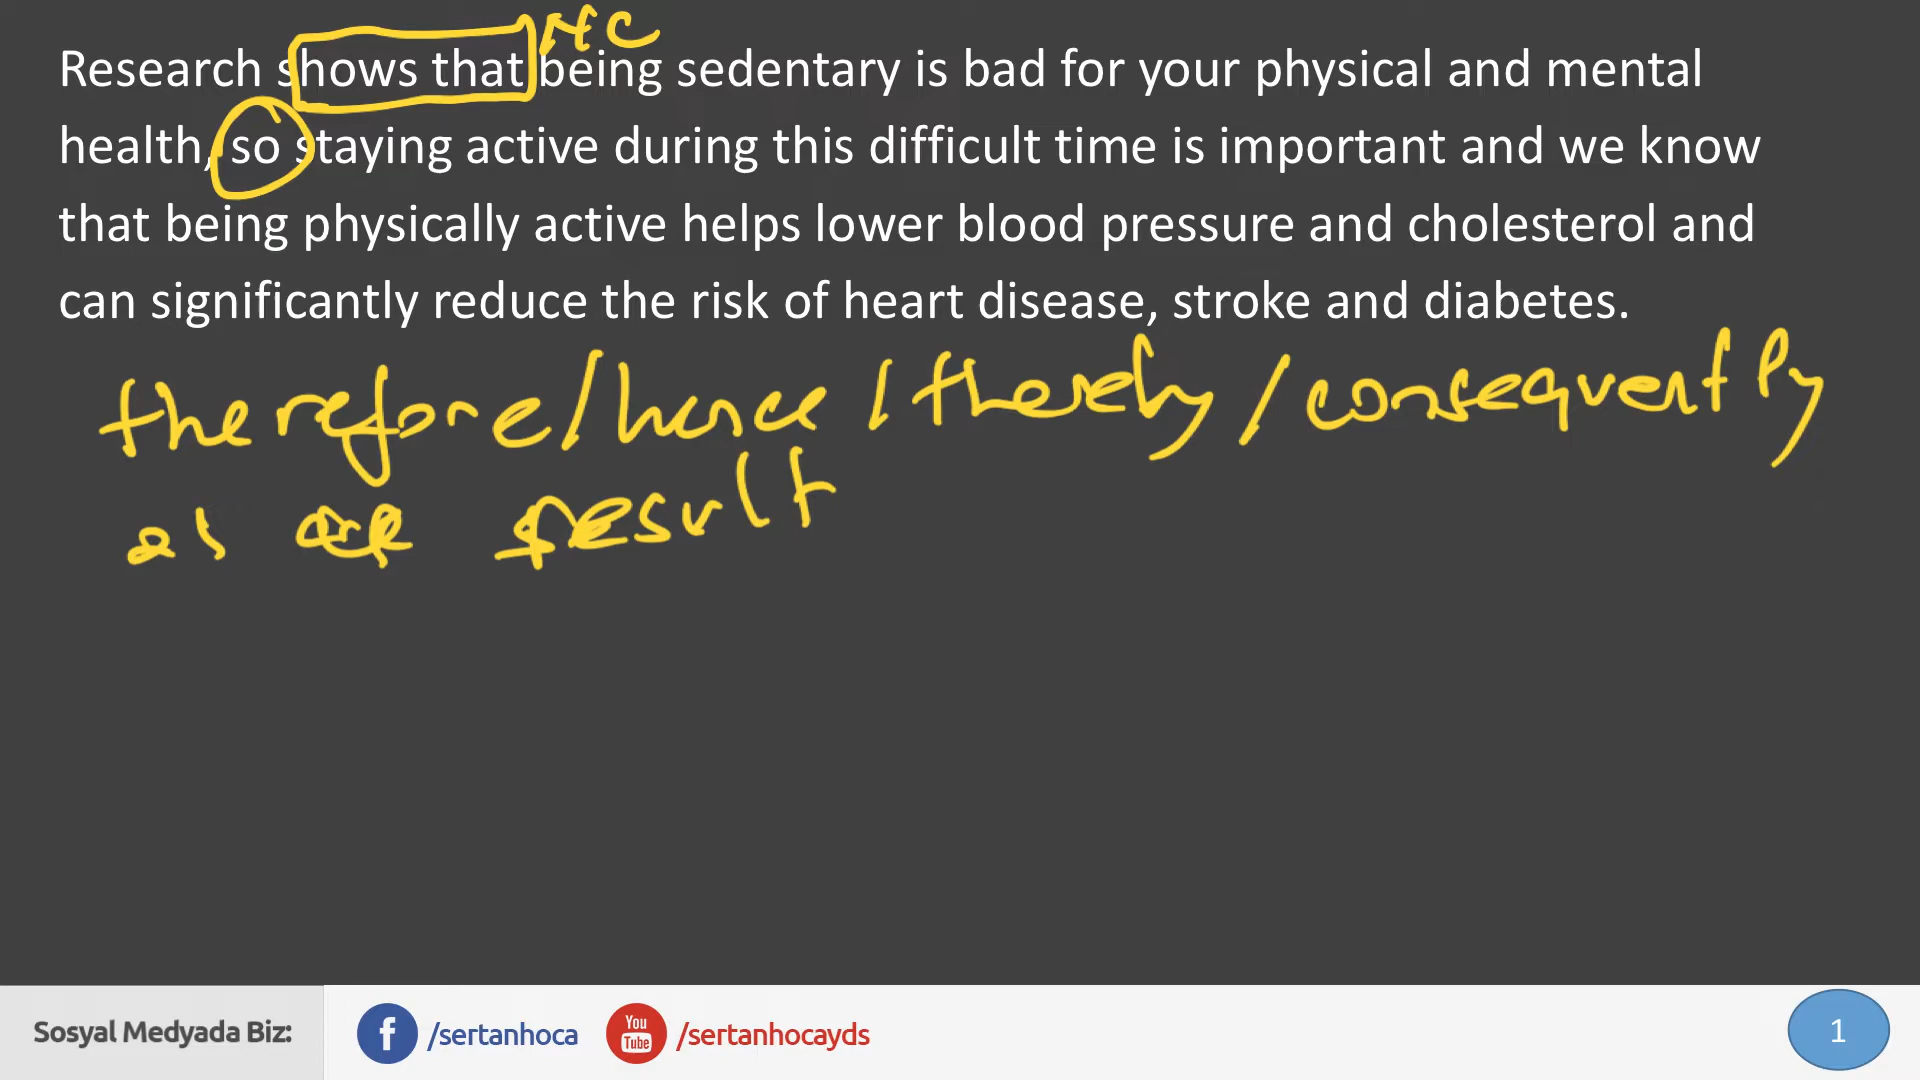 NC
Research shows that being sedentary is bad for your physical and mental
health, so staying active during this difficult time is important and we know
that being physically active helps lower blood pressure and cholesterol and
can significantly reduce the risk of heart disease, stroke and diabetes.
therefore/hence/thereby/consequently
as a result
Sosyal Medyada Biz: f /sertanhoca You Tube /sertanhocayds 1